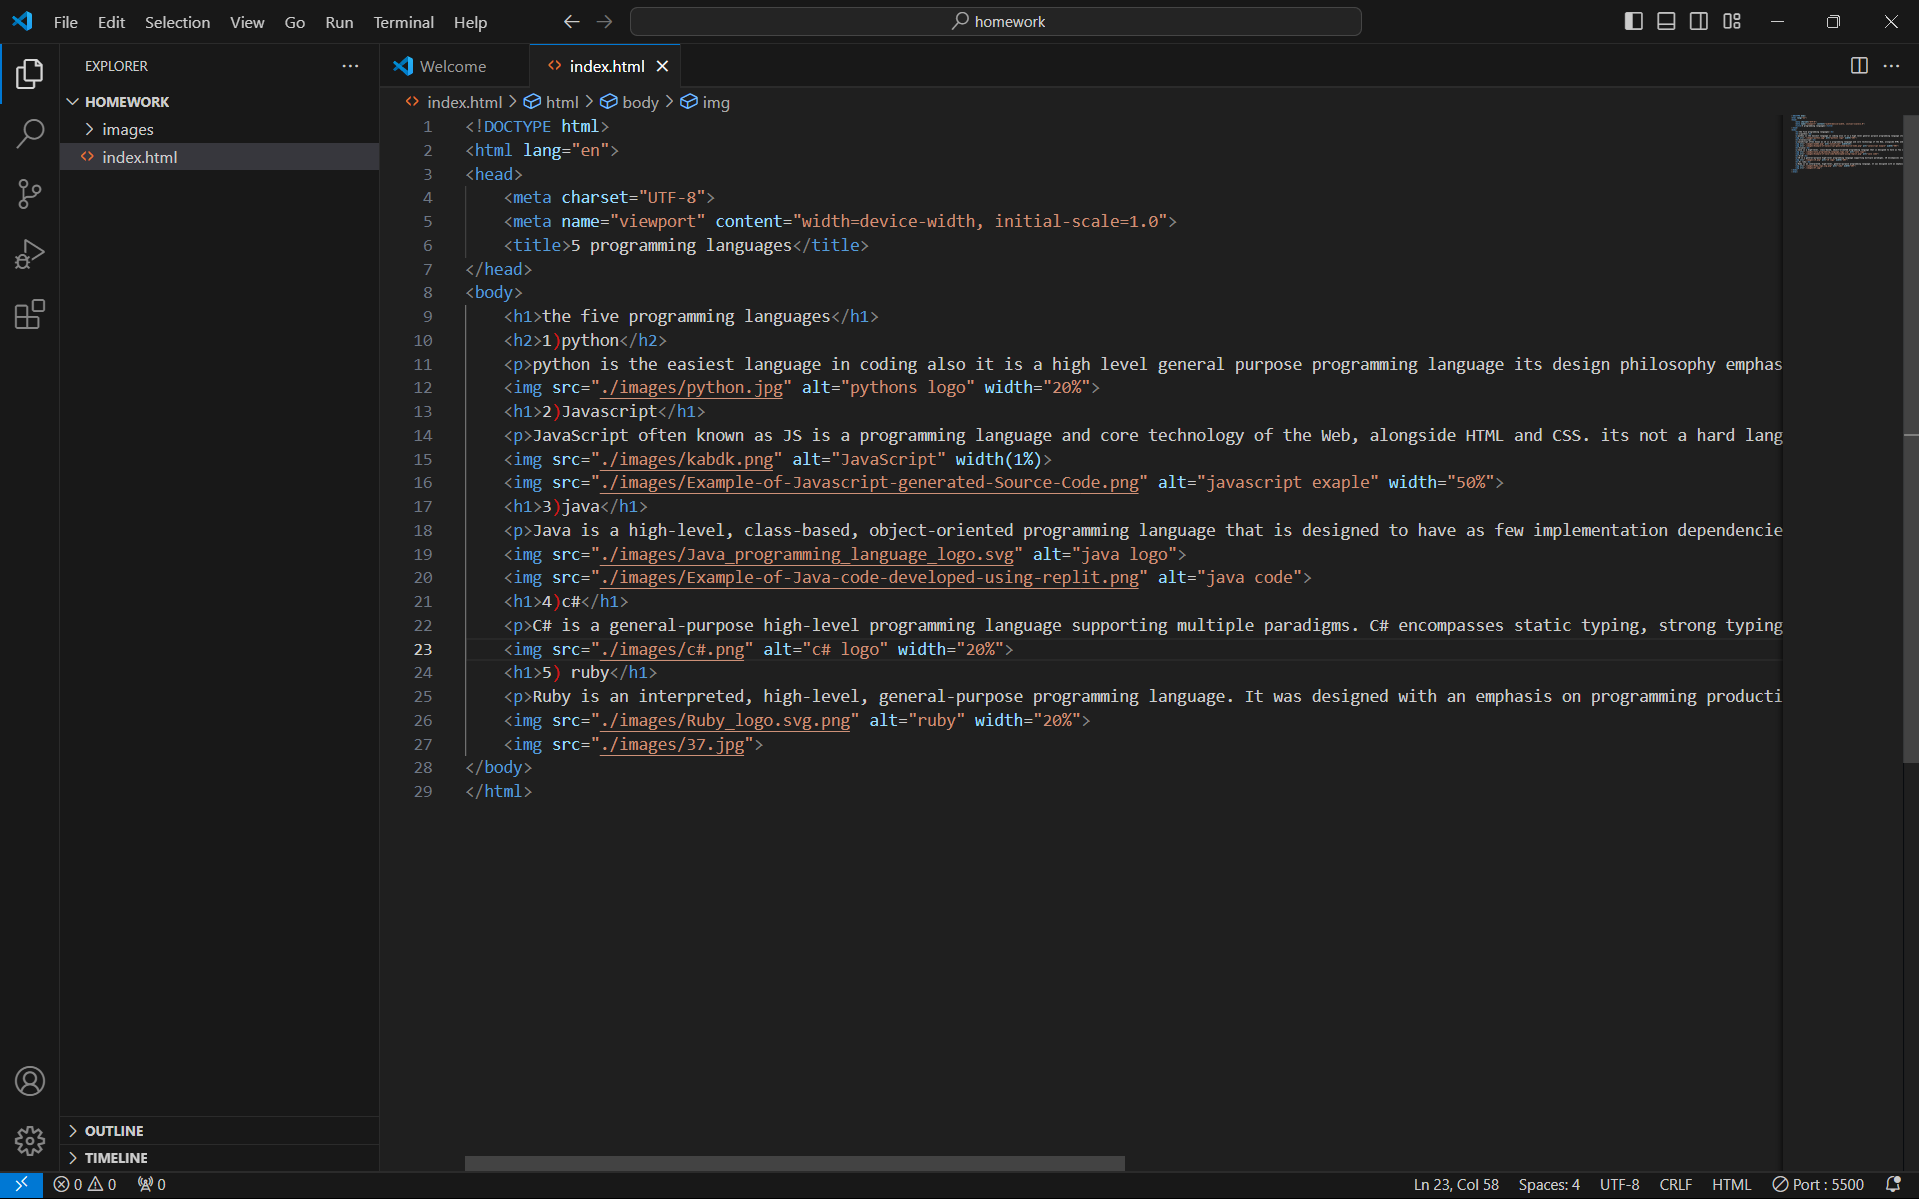 File Edit Selection View Go Run Terminal Help
homework
EXPLORER
HOMEWORK
images
index.html
OUTLINE
TIMELINE
Welcome
index.html
index.html > html > body > img
1 <!DOCTYPE html>
2 <html lang="en">
3 <head>
4 <meta charset="UTF-8">
5 <meta name="viewport" content="width=device-width, initial-scale=1.0">
6 <title>5 programming languages</title>
7 </head>
8 <body>
9 <h1>the five programming languages</h1>
10 <h2>1)python</h2>
11 <p>python is the easiest language in coding also it is a high level general purpose programming language its design philosophy emphas
12 <img src="./images/python.jpg" alt="pythons logo" width="20%">
13 <h1>2)Javascript</h1>
14 <p>JavaScript often known as JS is a programming language and core technology of the Web, alongside HTML and CSS. its not a hard lang
15 <img src="./images/kabdk.png" alt="JavaScript" width(1%)>
16 <img src="./images/Example-of-Javascript-generated-Source-Code.png" alt="javascript exaple" width="50%">
17 <h1>3)java</h1>
18 <p>Java is a high-level, class-based, object-oriented programming language that is designed to have as few implementation dependencie
19 <img src="./images/Java_programming_language_logo.svg" alt="java logo">
20 <img src="./images/Example-of-Java-code-developed-using-replit.png" alt="java code">
21 <h1>4)c#</h1>
22 <p>C# is a general-purpose high-level programming language supporting multiple paradigms. C# encompasses static typing, strong typing
23 <img src="./images/c#.png" alt="c# logo" width="20%">
24 <h1>5) ruby</h1>
25 <p>Ruby is an interpreted, high-level, general-purpose programming language. It was designed with an emphasis on programming producti
26 <img src="./images/Ruby_logo.svg.png" alt="ruby" width="20%">
27 <img src="./images/37.jpg">
28 </body>
29 </html>
0 0 0
Ln 23, Col 58 Spaces: 4 UTF-8 CRLF HTML Port : 5500